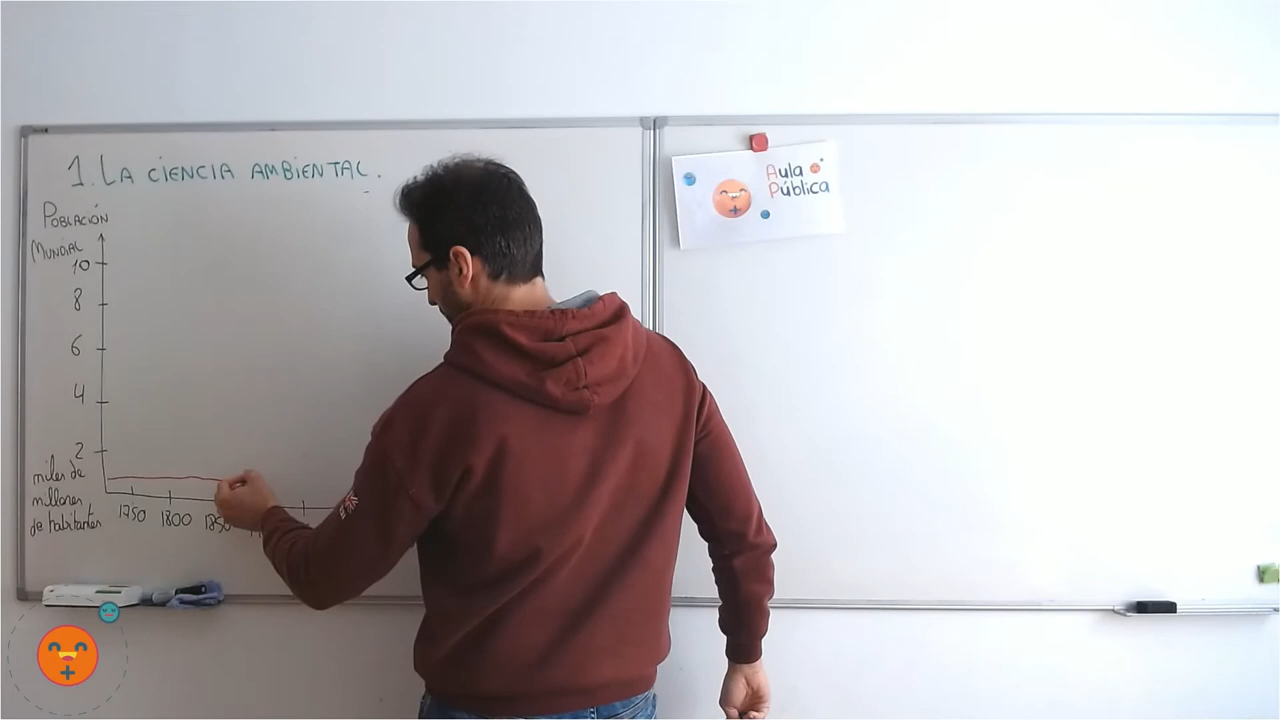 1. LA CIENCIA AMBIENTAL.
POBLACIÓN
MUNDIAL
10
8
6
4
2
miles de
millones
de habitantes
1750 1800 1850
Aula
Pública